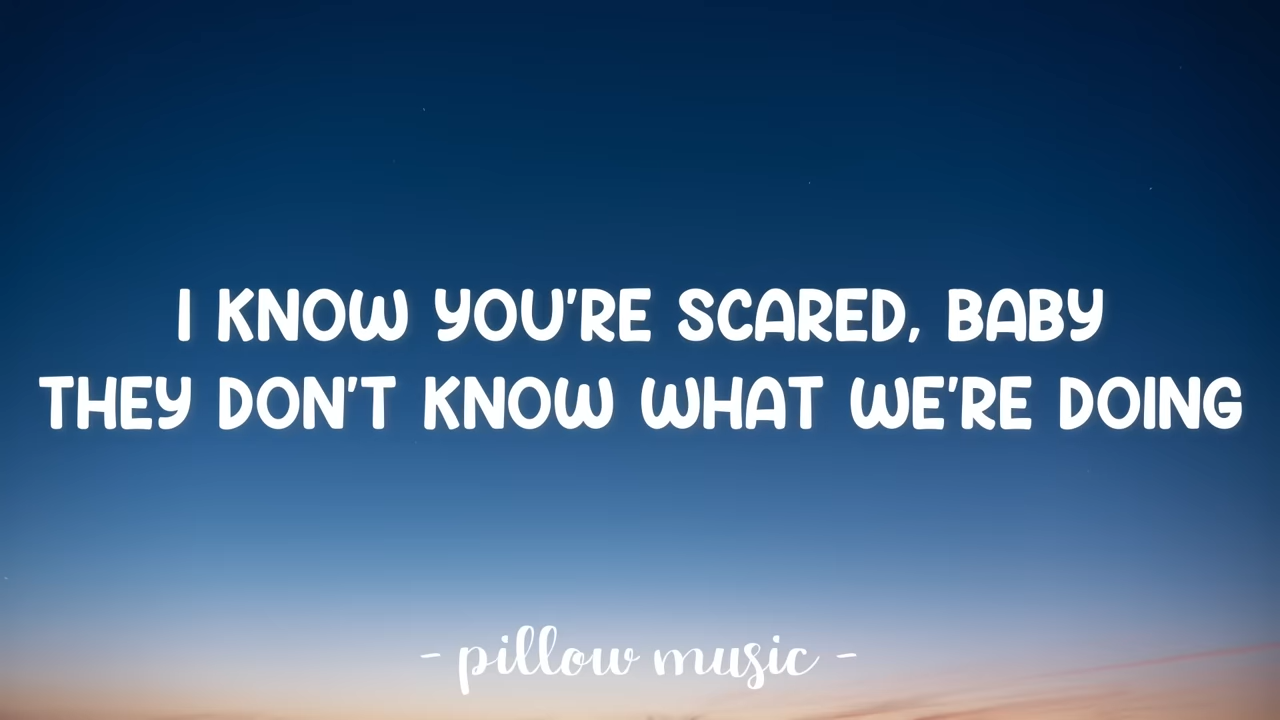 I KNOW YOU'RE SCARED, BABY
THEY DON'T KNOW WHAT WE'RE DOING
- pillow music -